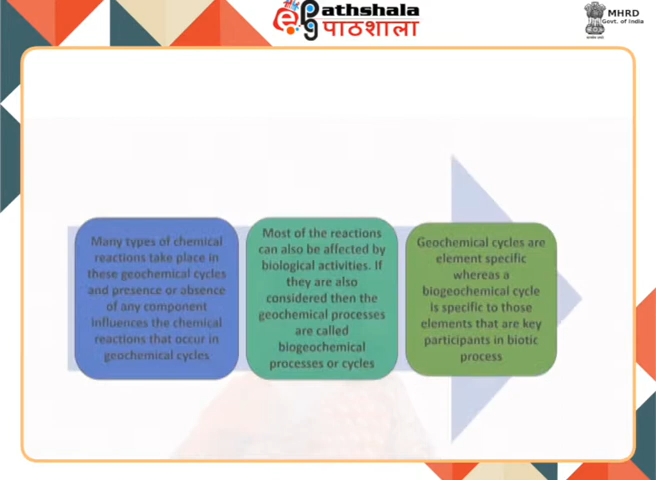 Pathshala
पाठशाला
MHRD
Govt. of India
Many types of chemical
reactions take place in
these geochemical cycles
and presence or absence
of any component
influences the chemical
reactions that occur in
geochemical cycles
Most of the reactions
can also be affected by
biological activities. If
they are also
considered then the
geochemical processes
are called
biogeochemical
processes or cycles
Geochemical cycles are
element specific
whereas a
biogeochemical cycle
is specific to those
elements that are key
participants in biotic
process